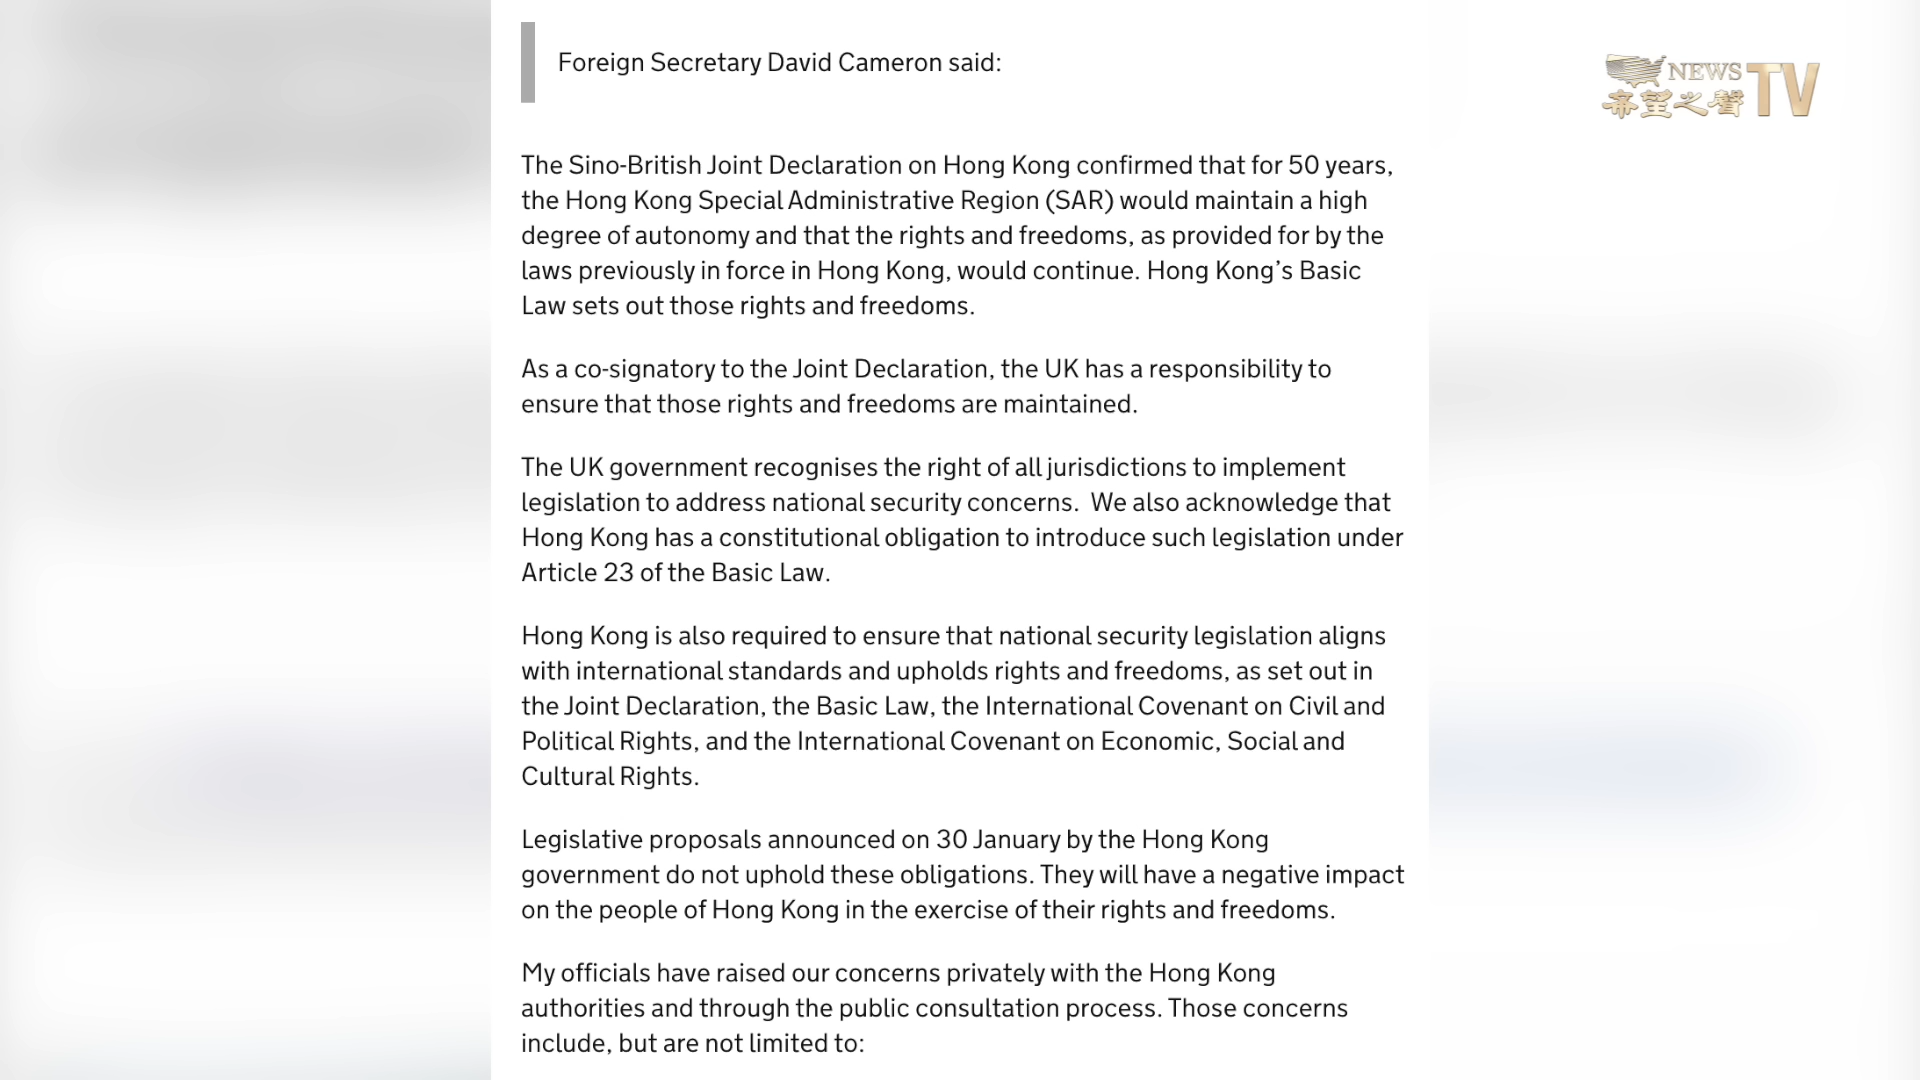 Foreign Secretary David Cameron said:
NEWS
希望之聲
TV
The Sino-British Joint Declaration on Hong Kong confirmed that for 50 years,
the Hong Kong Special Administrative Region (SAR) would maintain a high
degree of autonomy and that the rights and freedoms, as provided for by the
laws previously in force in Hong Kong, would continue. Hong Kong’s Basic
Law sets out those rights and freedoms.
As a co-signatory to the Joint Declaration, the UK has a responsibility to
ensure that those rights and freedoms are maintained.
The UK government recognises the right of all jurisdictions to implement
legislation to address national security concerns.  We also acknowledge that
Hong Kong has a constitutional obligation to introduce such legislation under
Article 23 of the Basic Law.
Hong Kong is also required to ensure that national security legislation aligns
with international standards and upholds rights and freedoms, as set out in
the Joint Declaration, the Basic Law, the International Covenant on Civil and
Political Rights, and the International Covenant on Economic, Social and
Cultural Rights.
Legislative proposals announced on 30 January by the Hong Kong
government do not uphold these obligations. They will have a negative impact
on the people of Hong Kong in the exercise of their rights and freedoms.
My officials have raised our concerns privately with the Hong Kong
authorities and through the public consultation process. Those concerns
include, but are not limited to: